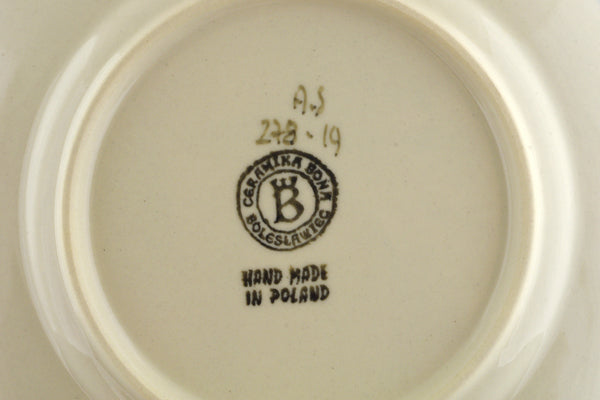 A.S
278-19
CERAMIKA BONA
B
BOLESŁAWIEC
HAND MADE
IN POLAND